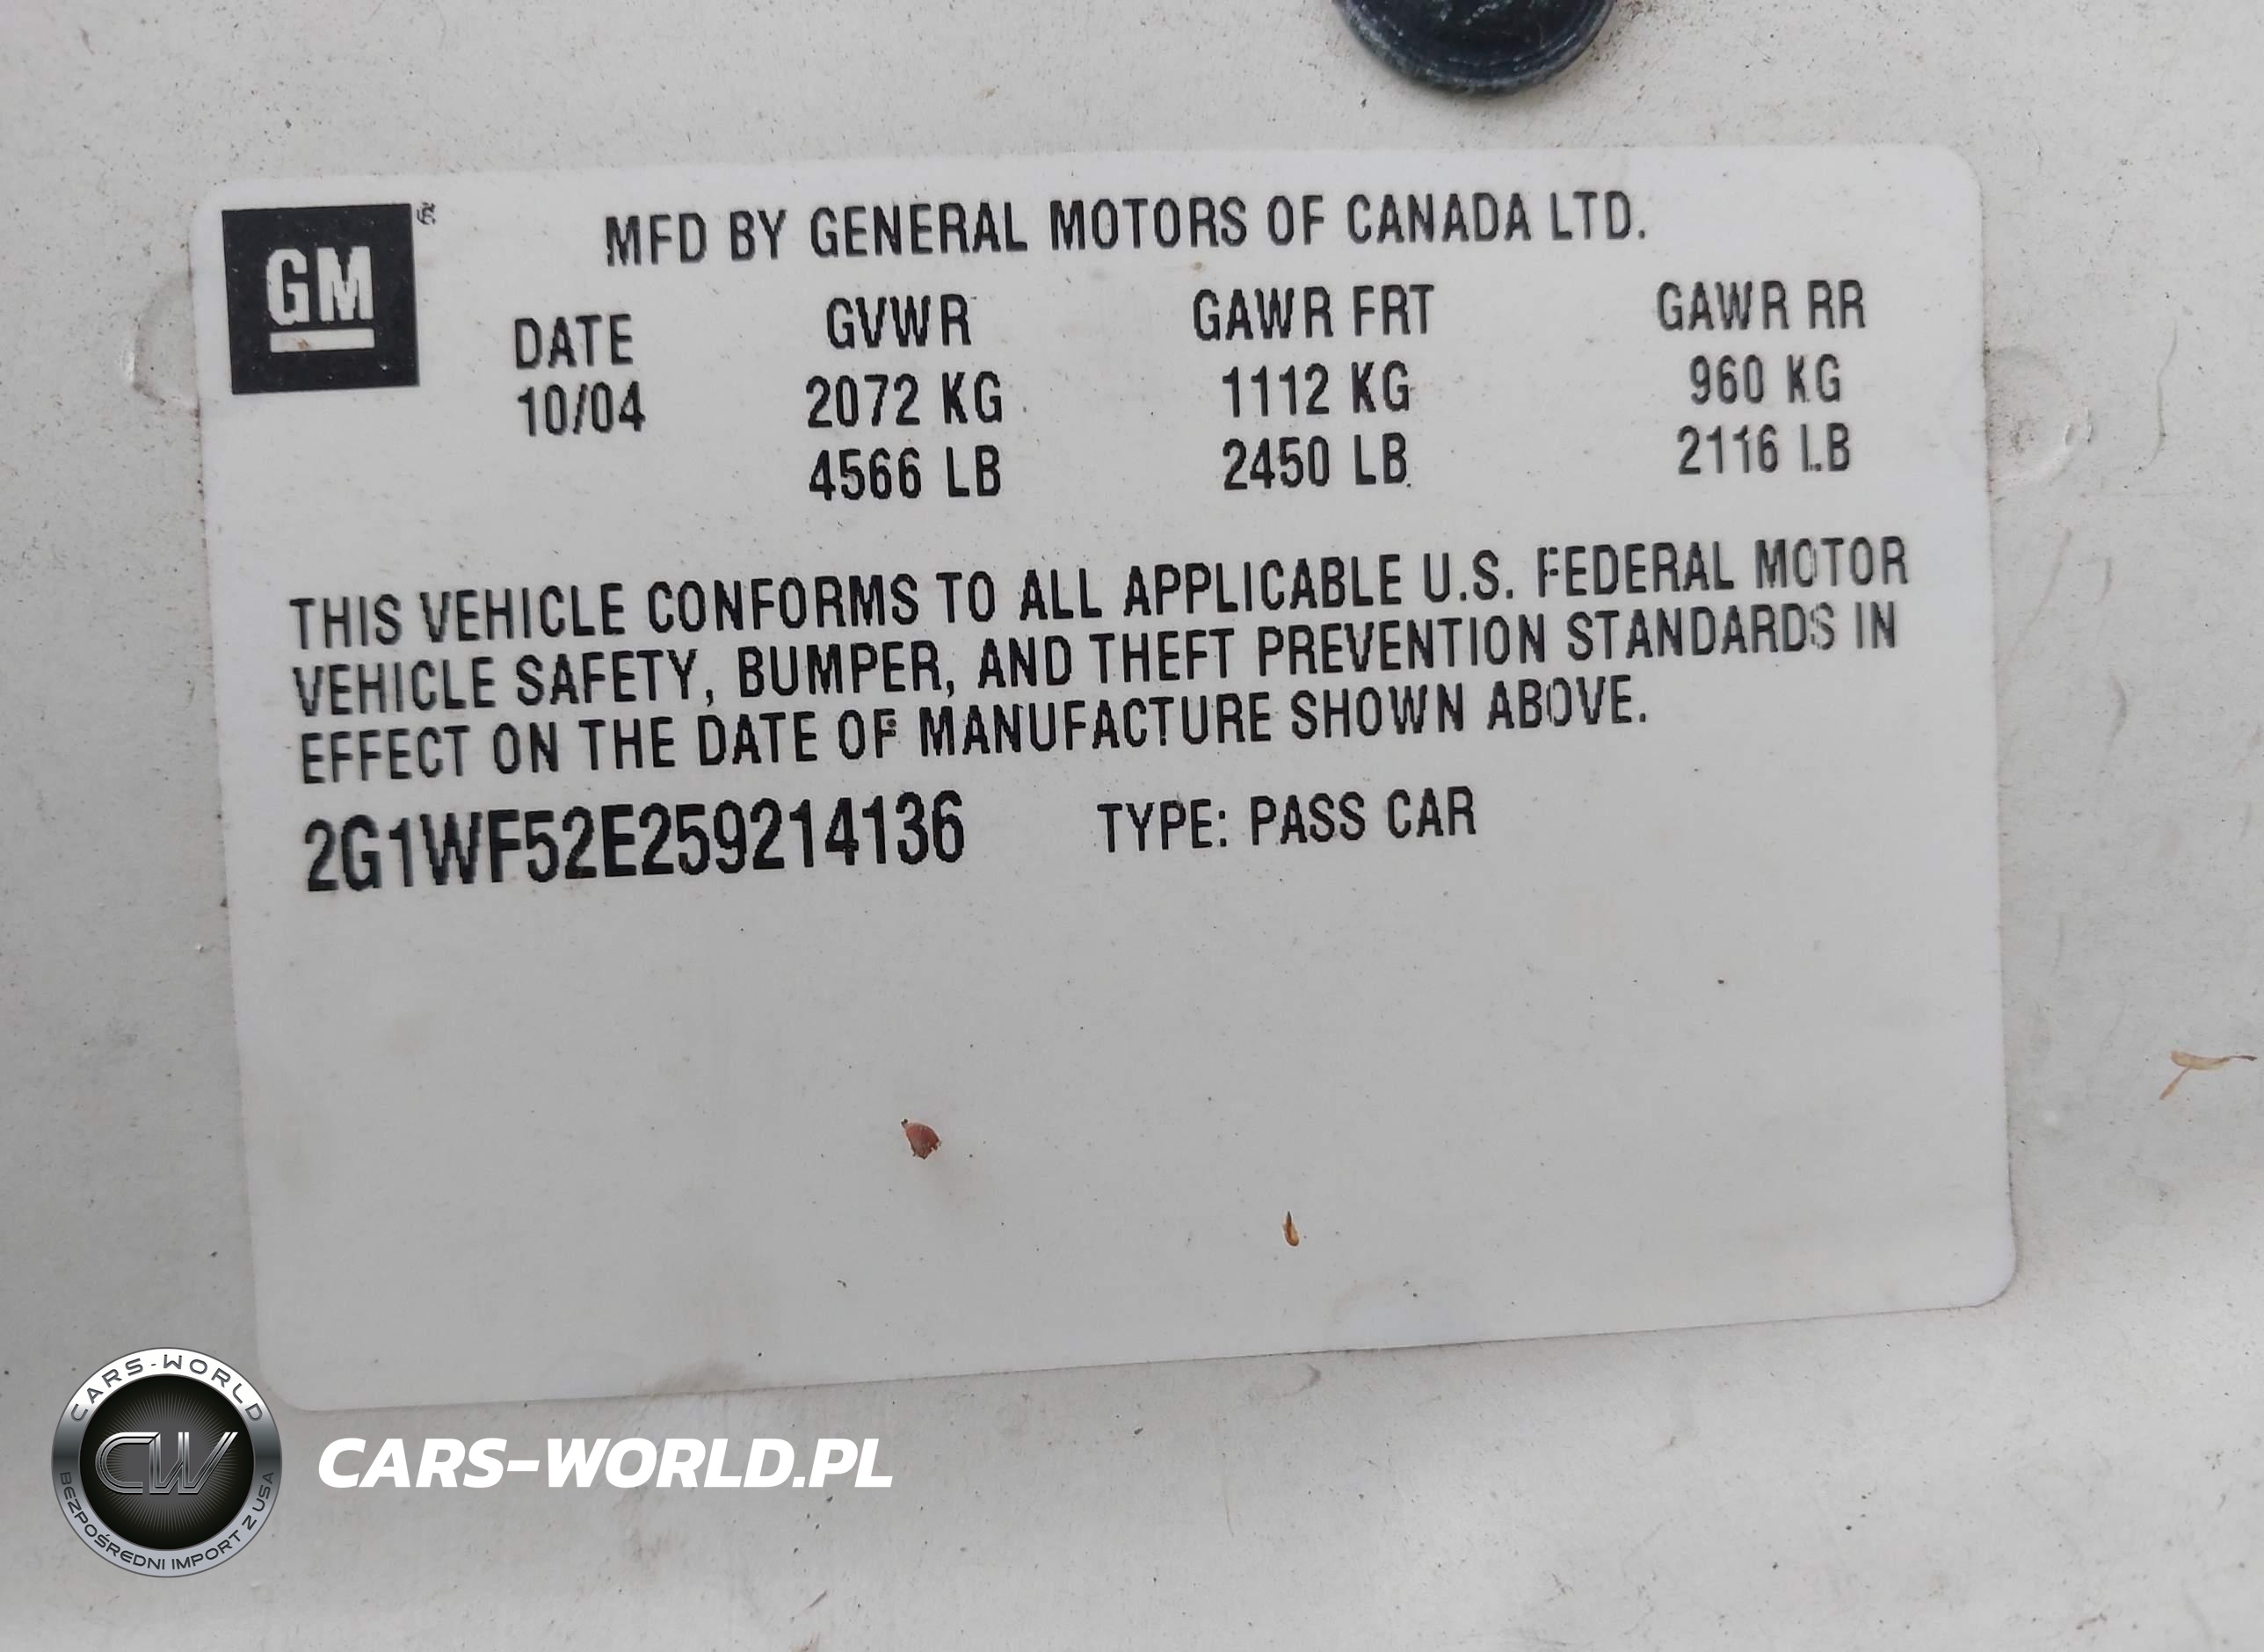 GM
MFD BY GENERAL MOTORS OF CANADA LTD.
DATE GVWR GAWR FRT GAWR RR
10/04 2072 KG 1112 KG 960 KG
4566 LB 2450 LB 2116 LB
THIS VEHICLE CONFORMS TO ALL APPLICABLE U.S. FEDERAL MOTOR
VEHICLE SAFETY, BUMPER, AND THEFT PREVENTION STANDARDS IN
EFFECT ON THE DATE OF MANUFACTURE SHOWN ABOVE.
2G1WF52E259214136 TYPE: PASS CAR
CARS-WORLD
CW
BEZPOŚREDNI IMPORT Z USA
CARS-WORLD.PL